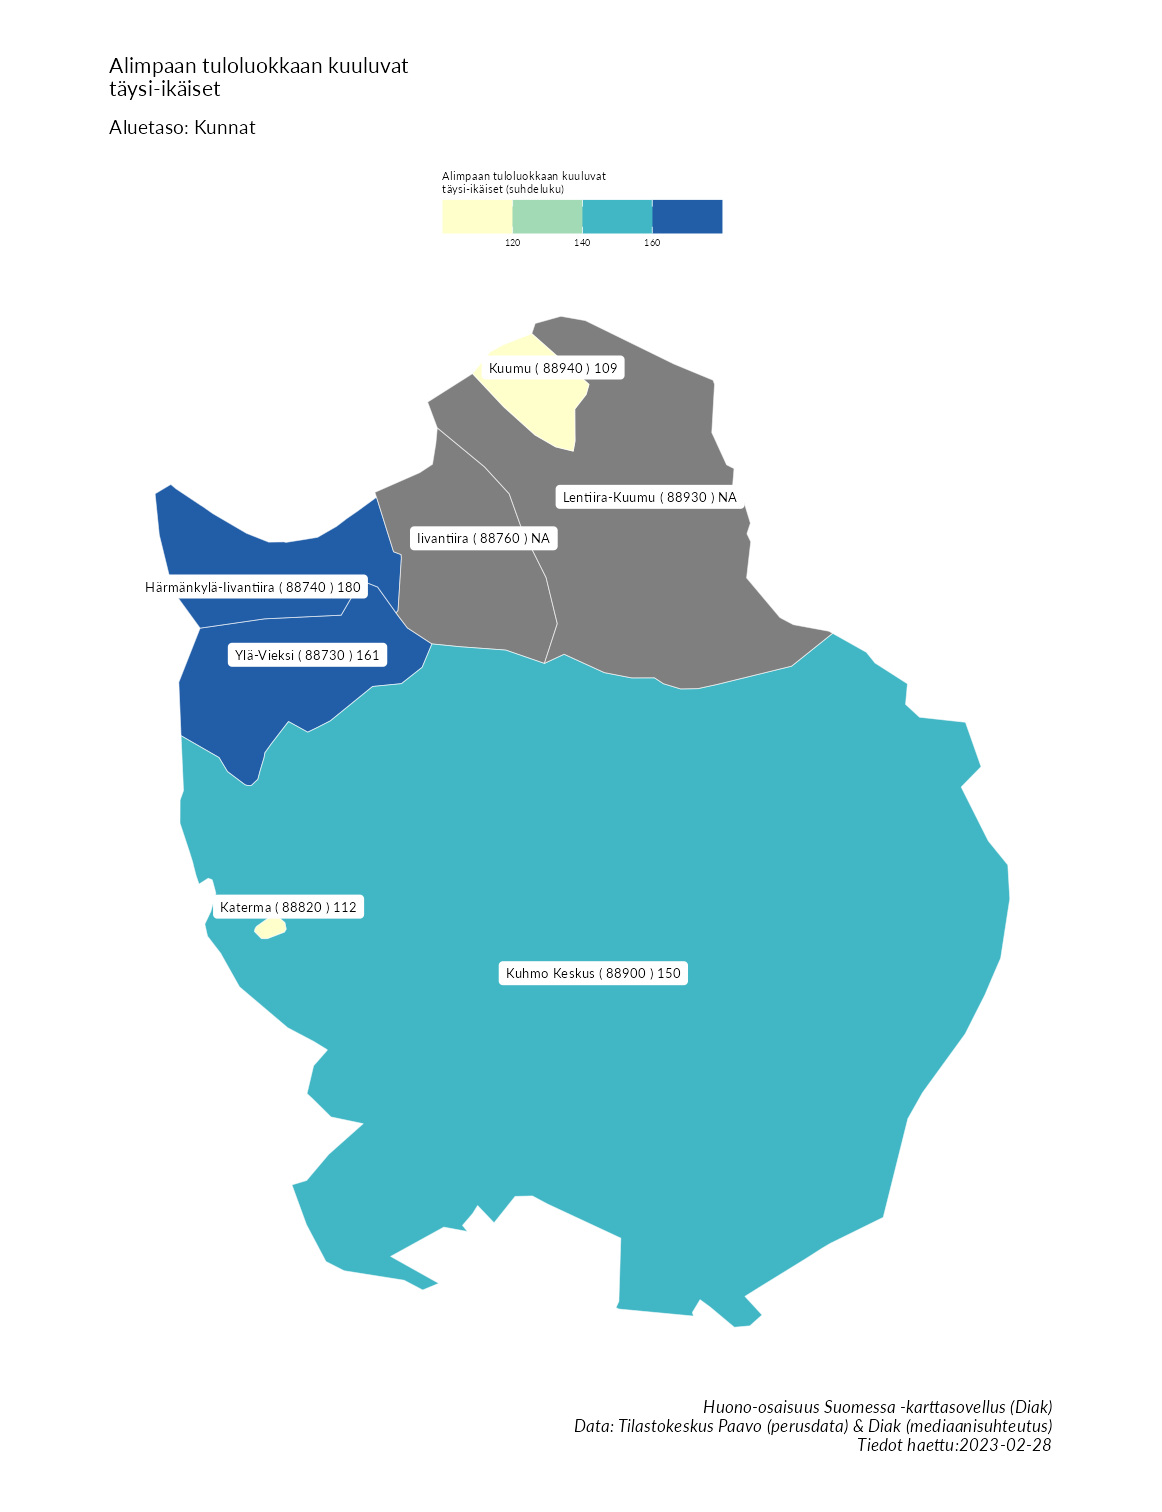 Alimpaan tuloluokkaan kuuluvat
täysi-ikäiset
Aluetaso: Kunnat
Alimpaan tuloluokkaan kuuluvat
täysi-ikäiset (suhdeluku)
120 140 160
Kuumu ( 88940 ) 109
Lentiira-Kuumu ( 88930 ) NA
Iivantiira ( 88760 ) NA
Härmänkylä-Iivantiira ( 88740 ) 180
Ylä-Vieksi ( 88730 ) 161
Katerma ( 88820 ) 112
Kuhmo Keskus ( 88900 ) 150
Huono-osaisuus Suomessa -karttasovellus (Diak)
Data: Tilastokeskus Paavo (perusdata) & Diak (mediaanisuhteutus)
Tiedot haettu:2023-02-28